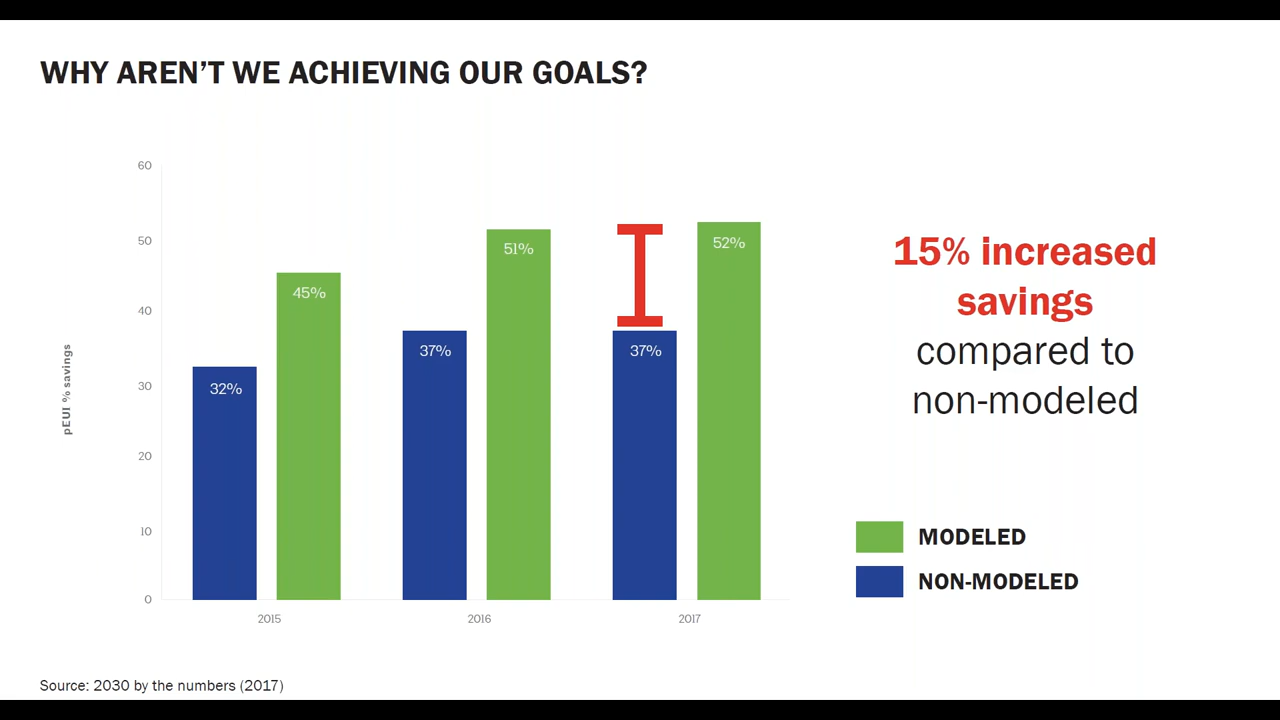 WHY AREN'T WE ACHIEVING OUR GOALS?
60
50
40
30
20
10
0
pEUI % savings
32%
45%
37%
51%
37%
52%
2015
2016
2017
15% increased
savings
compared to
non-modeled
MODELED
NON-MODELED
Source: 2030 by the numbers (2017)